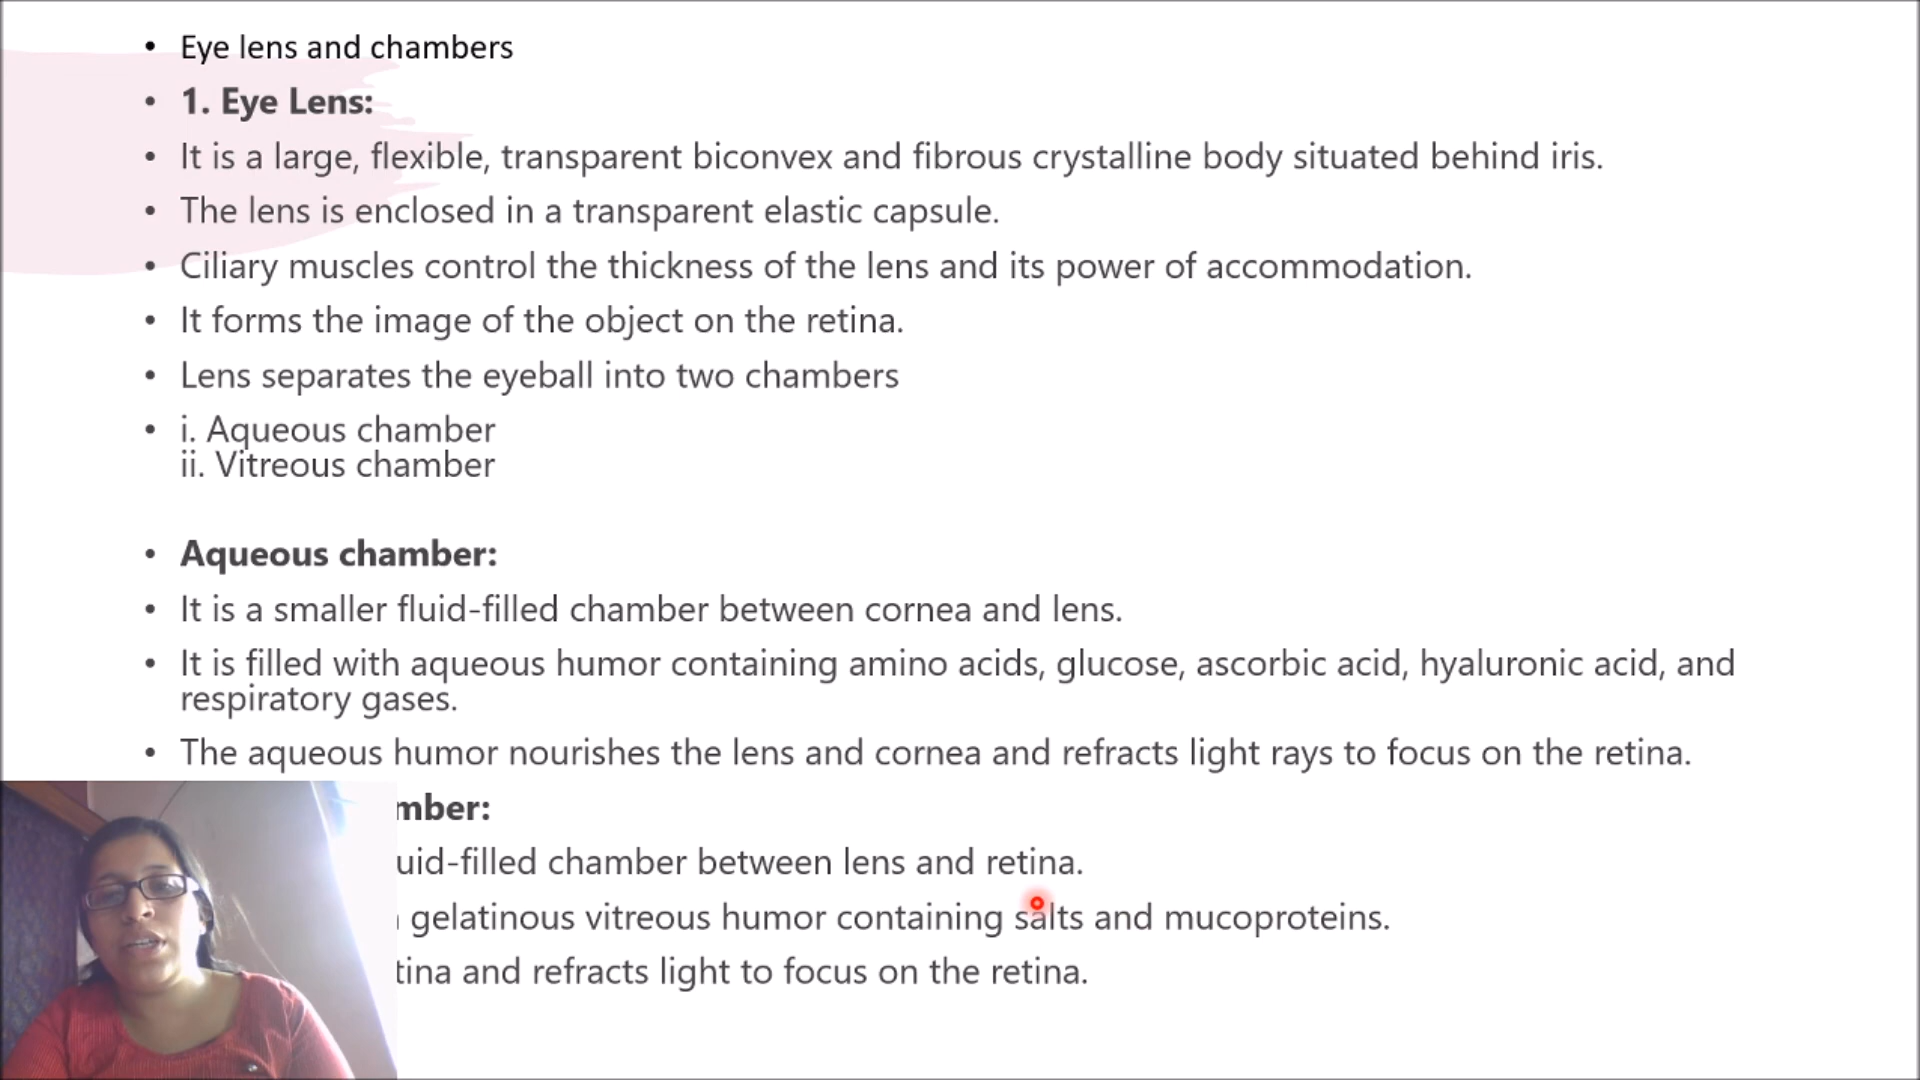 Eye lens and chambers
1. Eye Lens:
It is a large, flexible, transparent biconvex and fibrous crystalline body situated behind iris.
The lens is enclosed in a transparent elastic capsule.
Ciliary muscles control the thickness of the lens and its power of accommodation.
It forms the image of the object on the retina.
Lens separates the eyeball into two chambers
i. Aqueous chamber
ii. Vitreous chamber
Aqueous chamber:
It is a smaller fluid-filled chamber between cornea and lens.
It is filled with aqueous humor containing amino acids, glucose, ascorbic acid, hyaluronic acid, and
respiratory gases.
The aqueous humor nourishes the lens and cornea and refracts light rays to focus on the retina.
mber:
uid-filled chamber between lens and retina.
gelatinous vitreous humor containing salts and mucoproteins.
tina and refracts light to focus on the retina.